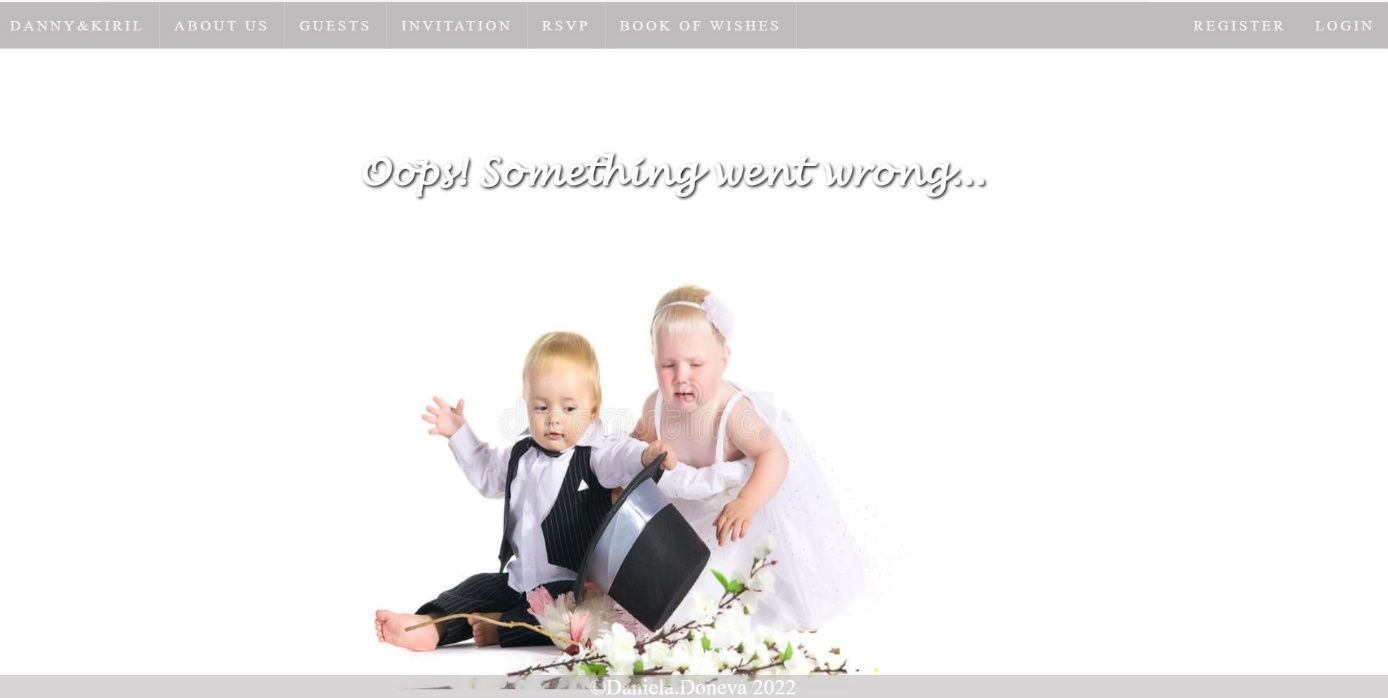 DANNY&KIRIL ABOUT US GUESTS INVITATION RSVP BOOK OF WISHES REGISTER LOGIN
Oops! Something went wrong...
dreamstime
©Daniela.Doneva 2022